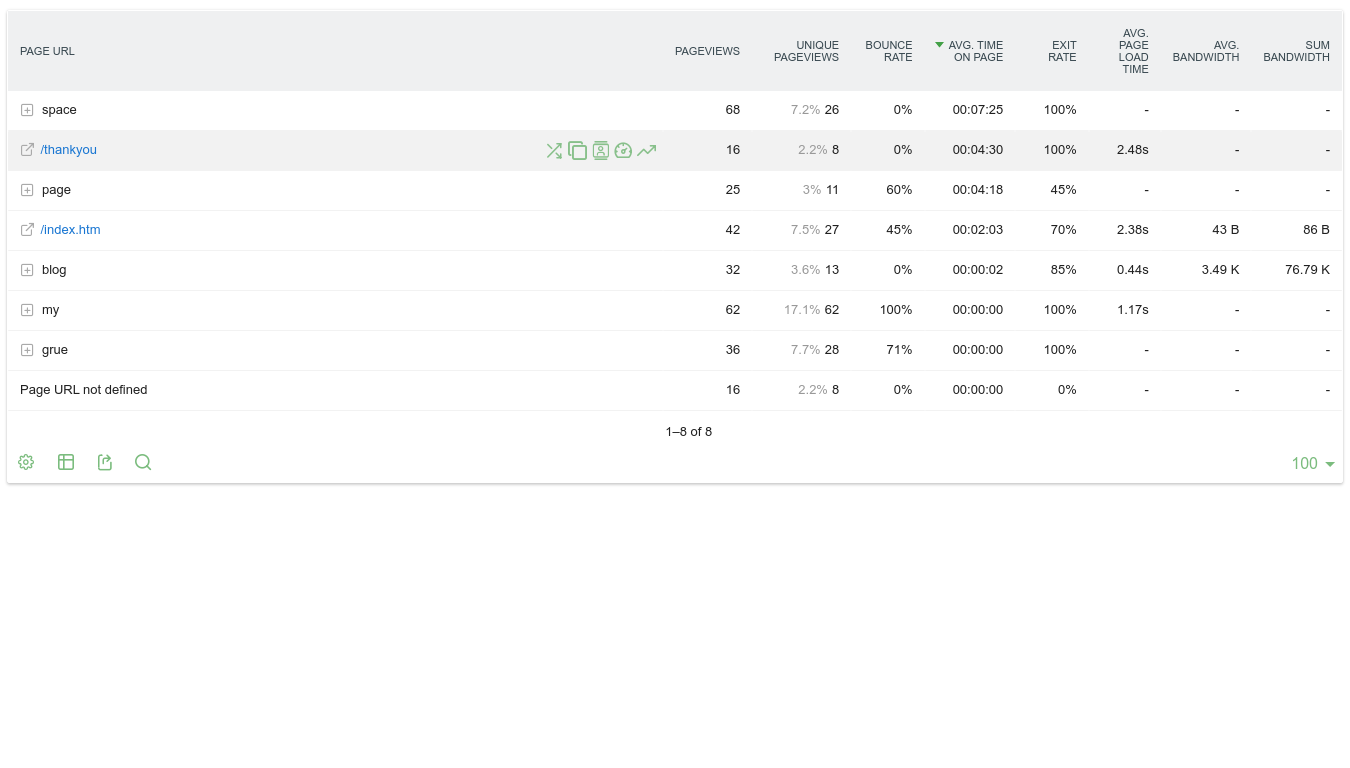 PAGE URL PAGEVIEWS UNIQUE PAGEVIEWS BOUNCE RATE AVG. TIME ON PAGE EXIT RATE AVG. PAGE LOAD TIME AVG. BANDWIDTH SUM BANDWIDTH
space 68 7.2% 26 0% 00:07:25 100% - - -
/thankyou 16 2.2% 8 0% 00:04:30 100% 2.48s - -
page 25 3% 11 60% 00:04:18 45% - - -
/index.htm 42 7.5% 27 45% 00:02:03 70% 2.38s 43 B 86 B
blog 32 3.6% 13 0% 00:00:02 85% 0.44s 3.49 K 76.79 K
my 62 17.1% 62 100% 00:00:00 100% 1.17s - -
grue 36 7.7% 28 71% 00:00:00 100% - - -
Page URL not defined 16 2.2% 8 0% 00:00:00 0% - - -
1–8 of 8
100